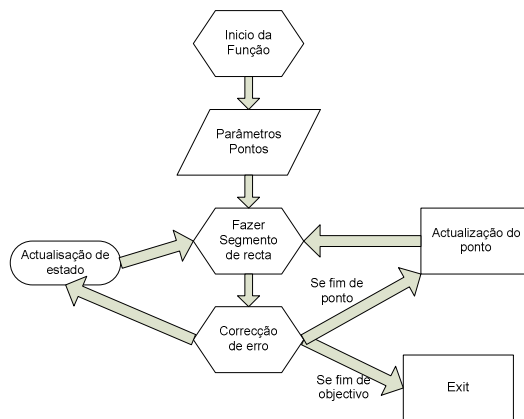 Inicio da
Função
Parâmetros
Pontos
Fazer
Segmento
de recta
Actualisação de
estado
Actualização do
ponto
Se fim de
ponto
Correcção
de erro
Se fim de
objectivo
Exit